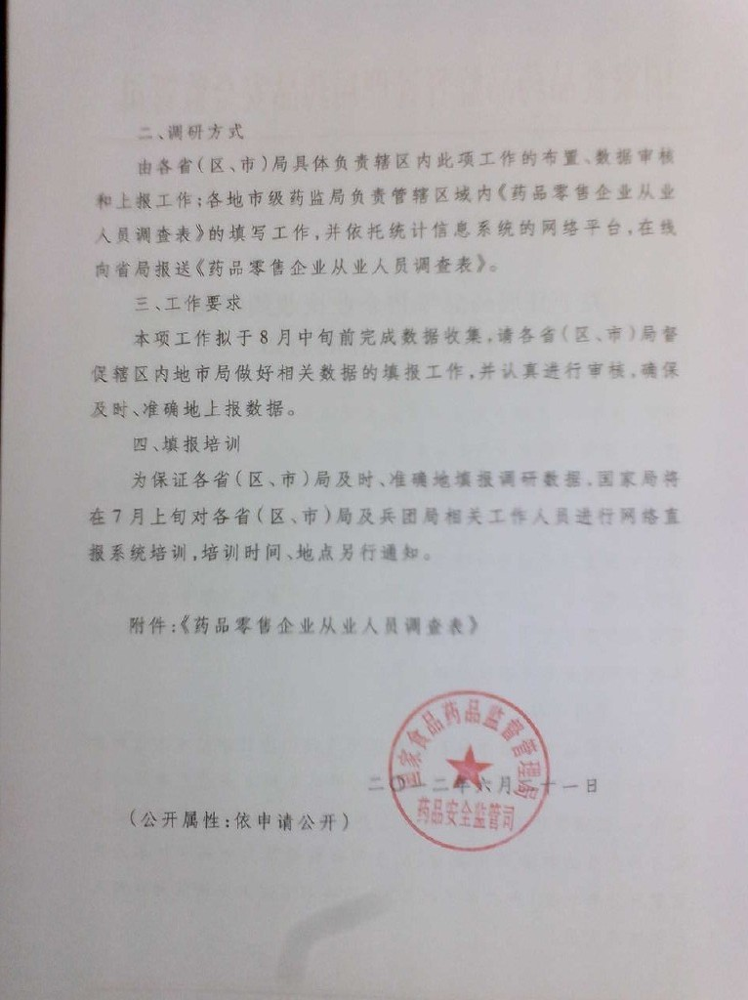 二、调研方式
由各省(区、市)局具体负责辖区内此项工作的布置、数据审核
和上报工作;各地市级药监局负责管辖区域内《药品零售企业从业
人员调查表》的填写工作,并依托统计信息系统的网络平台,在线
向省局报送《药品零售企业从业人员调查表》。
三、工作要求
本项工作拟于8月中旬前完成数据收集,请各省(区、市)局督
促辖区内地市局做好相关数据的填报工作,并认真进行审核,确保
及时、准确地上报数据。
四、填报培训
为保证各省(区、市)局及时、准确地填报调研数据,国家局将
在7月上旬对各省(区、市)局及兵团局相关工作人员进行网络直
报系统培训,培训时间、地点另行通知。
附件:《药品零售企业从业人员调查表》
国家食品药品监督管理局
二〇一二年六月二十一日
药品安全监管司
(公开属性:依申请公开)